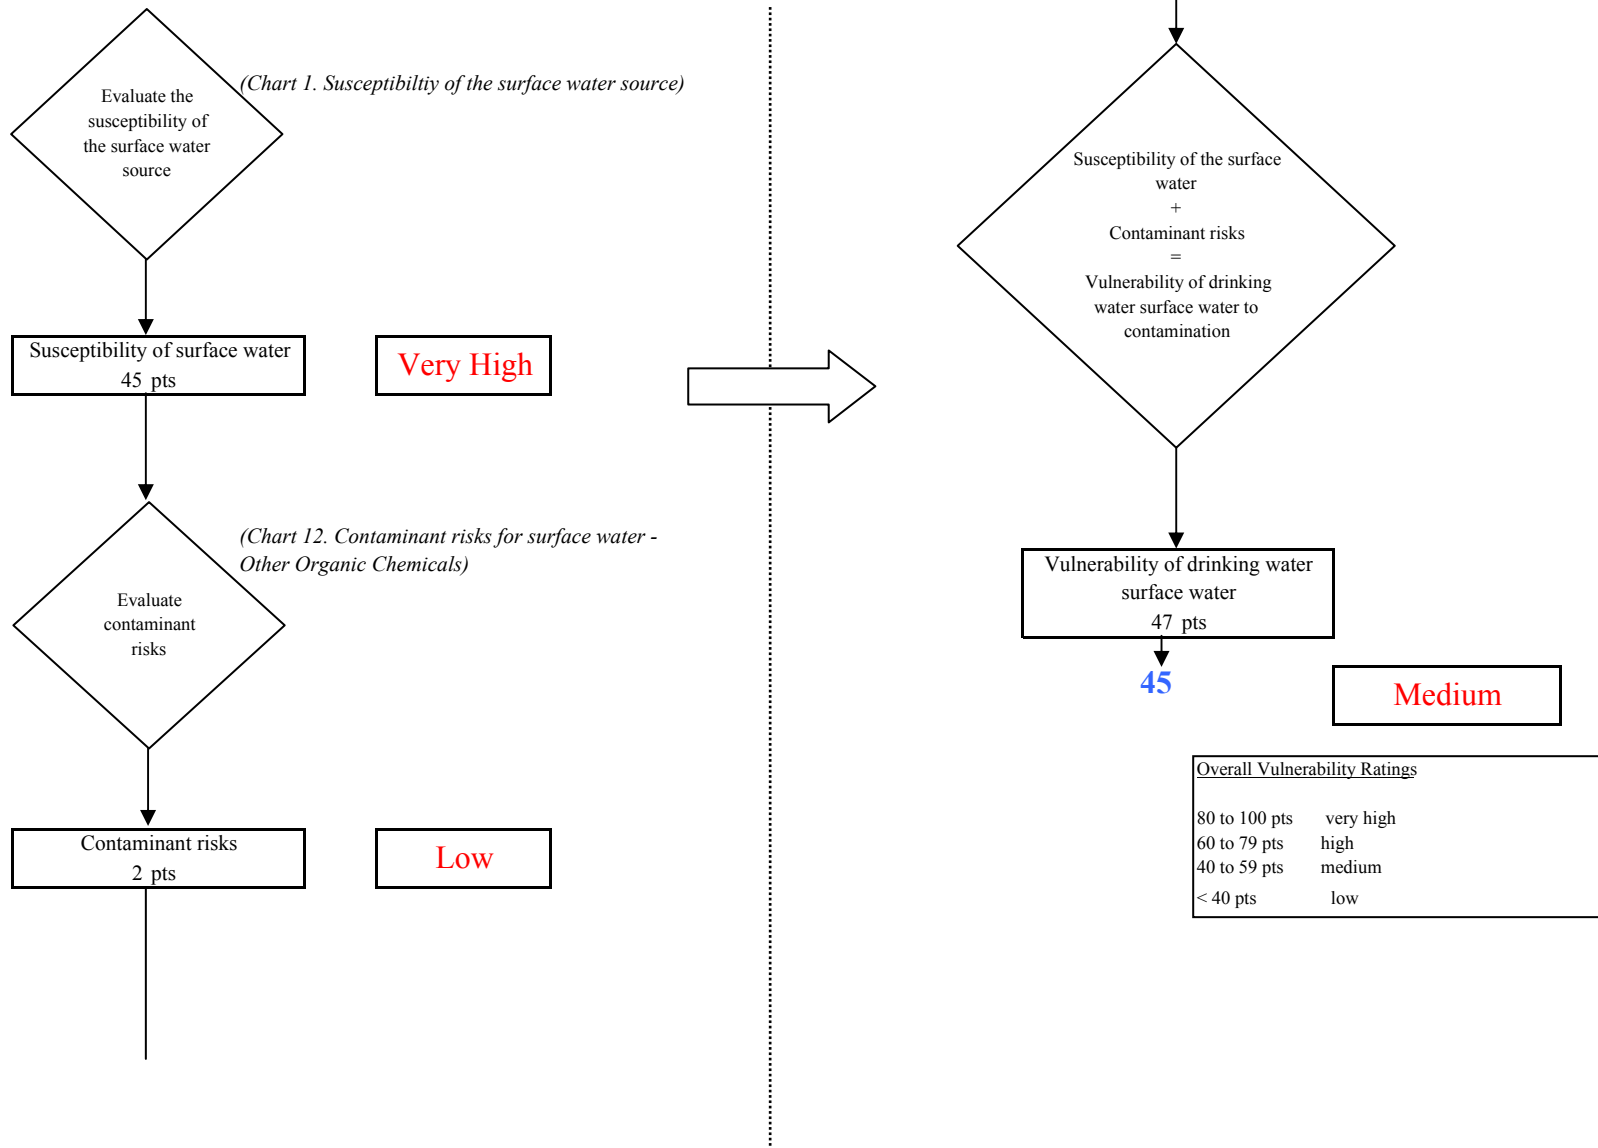 Evaluate the
susceptibility of
the surface water
source
(Chart 1. Susceptibiltiy of the surface water source)
Susceptibility of surface water
45 pts
Very High
(Chart 12. Contaminant risks for surface water -
Other Organic Chemicals)
Evaluate
contaminant
risks
Contaminant risks
2 pts
Low
Susceptibility of the surface
water
+
Contaminant risks
=
Vulnerability of drinking
water surface water to
contamination
Vulnerability of drinking water
surface water
47 pts
45
Medium
Overall Vulnerability Ratings
80 to 100 pts very high
60 to 79 pts high
40 to 59 pts medium
< 40 pts low